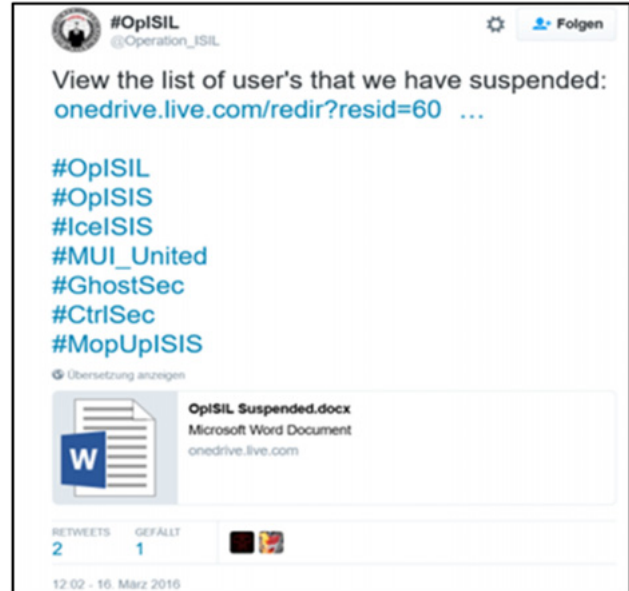 #OpISIL
@Operation_ISIL
Folgen
View the list of user's that we have suspended:
onedrive.live.com/redir?resid=60 ...
#OpISIL
#OpISIS
#IceISIS
#MUI_United
#GhostSec
#CtrlSec
#MopUpISIS
Übersetzung anzeigen
OpISIL Suspended.docx
Microsoft Word Document
onedrive.live.com
W
RETWEETS GEFÄLLT
2 1
12:02 - 16. März 2016